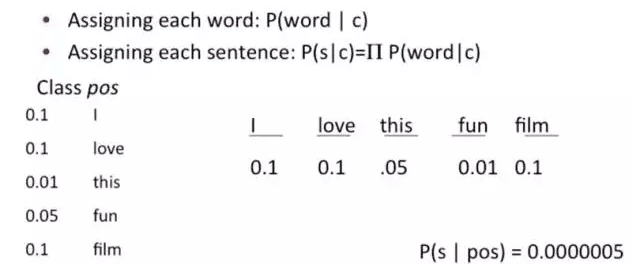 • Assigning each word: P(word | c)
• Assigning each sentence: P(s|c)=Π P(word|c)
Class pos
0.1 I
0.1 love
0.01 this
0.05 fun
0.1 film
I love this fun film
0.1 0.1 .05 0.01 0.1
P(s | pos) = 0.0000005